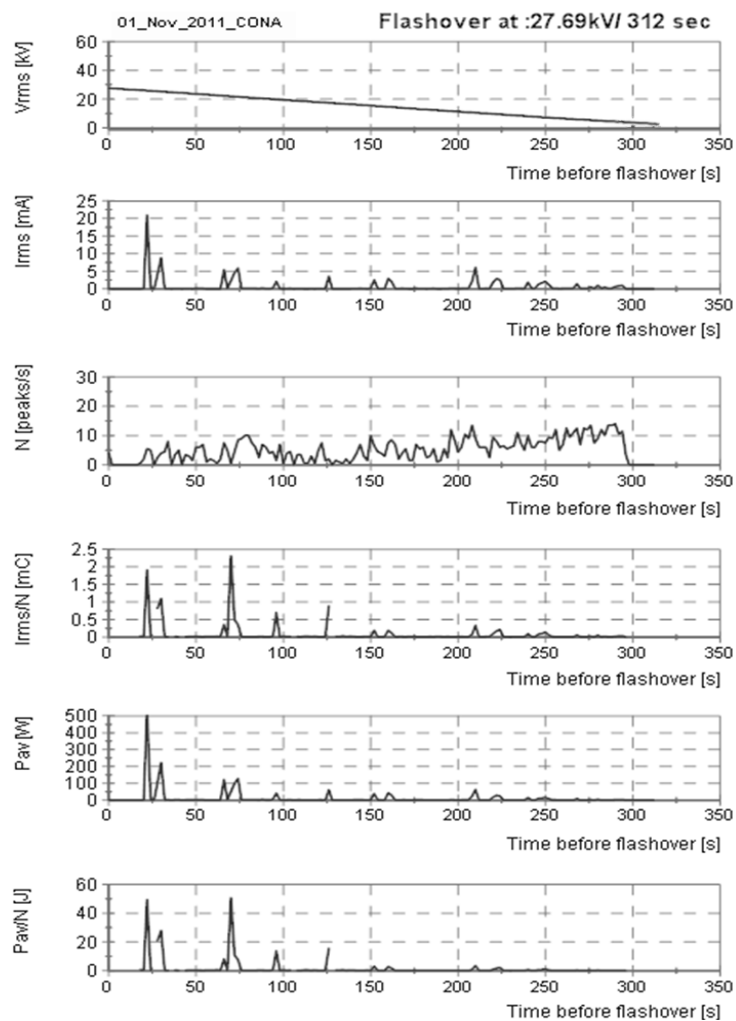 01_Nov_2011_CONA Flashover at :27.69kV/ 312 sec
Vrms [kV]
60
40
20
0
0 50 100 150 200 250 300 350
Time before flashover [s]
Irms [mA]
25
20
15
10
5
0
0 50 100 150 200 250 300 350
Time before flashover [s]
N [peaks/s]
30
20
10
0
0 50 100 150 200 250 300 350
Time before flashover [s]
Irms/N [mC]
2.5
2
1.5
1
0.5
0
0 50 100 150 200 250 300 350
Time before flashover [s]
Pav [W]
500
400
300
200
100
0
0 50 100 150 200 250 300 350
Time before flashover [s]
Pav/N [J]
60
40
20
0
0 50 100 150 200 250 300 350
Time before flashover [s]